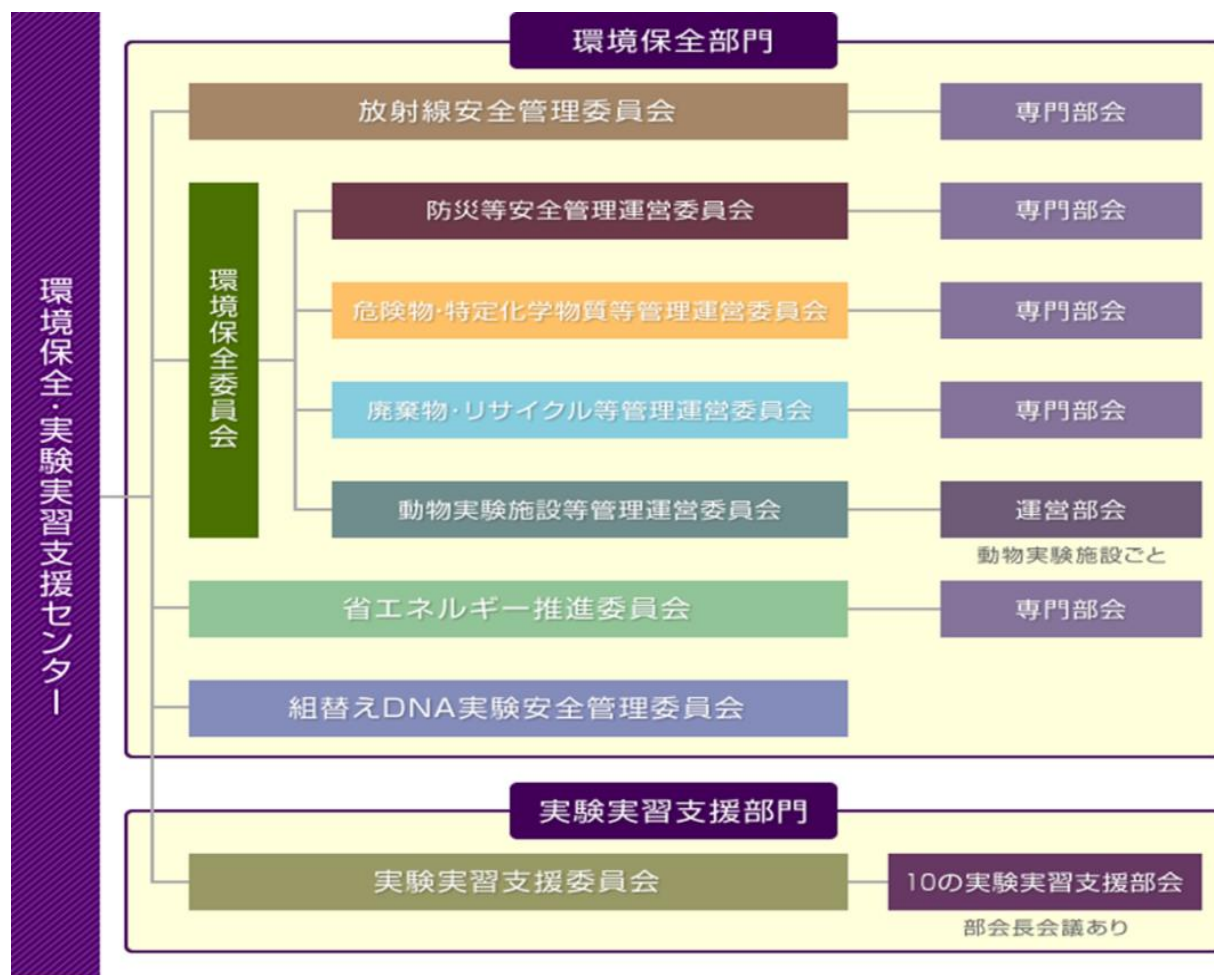 環境保全・実験実習支援センター
環境保全部門
放射線安全管理委員会
専門部会
環境保全委員会
防災等安全管理運営委員会
専門部会
危険物・特定化学物質等管理運営委員会
専門部会
廃棄物・リサイクル等管理運営委員会
専門部会
動物実験施設等管理運営委員会
運営部会
動物実験施設ごと
省エネルギー推進委員会
専門部会
組替えDNA実験安全管理委員会
実験実習支援部門
実験実習支援委員会
10の実験実習支援部会
部会長会議あり